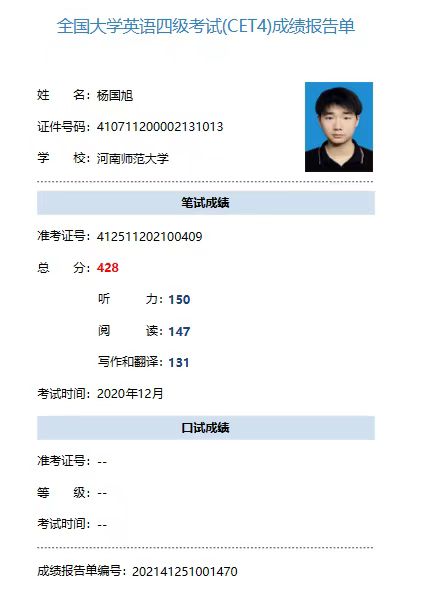 全国大学英语四级考试(CET4)成绩报告单
姓　　名：杨国旭
证件号码：410711200002131013
学　　校：河南师范大学
笔试成绩
准考证号：412511202100409
总　　分：428
听　　力：150
阅　　读：147
写作和翻译：131
考试时间：2020年12月
口试成绩
准考证号：--
等　　级：--
考试时间：--
成绩报告单编号：202141251001470